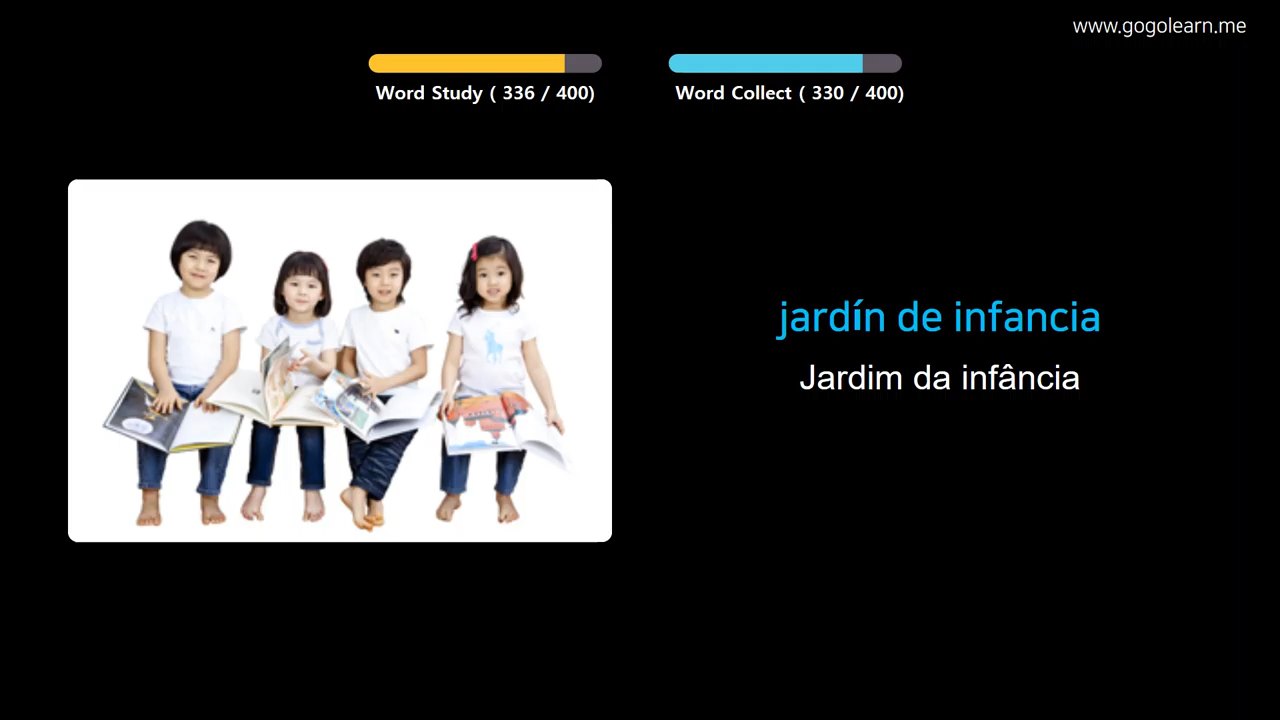 www.gogolearn.me
Word Study ( 336 / 400)
Word Collect ( 330 / 400)
jardín de infancia
Jardim da infância